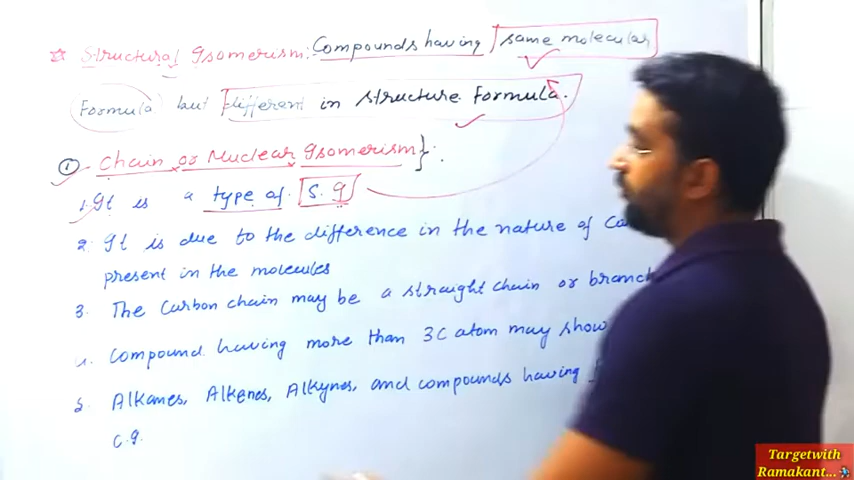 Structural Isomerism: Compounds having same molecular
Formula but different in structure Formula.
① Chain or Nuclear Isomerism}:
1. It is a type of S.I
2. It is due to the difference in the nature of
present in the molecules
3. The Carbon chain may be a straight chain or branch
4. Compound having more than 3C atom may show
5. Alkanes, Alkenes, Alkynes, and compounds having
e.g.
Targetwith
Ramakant...